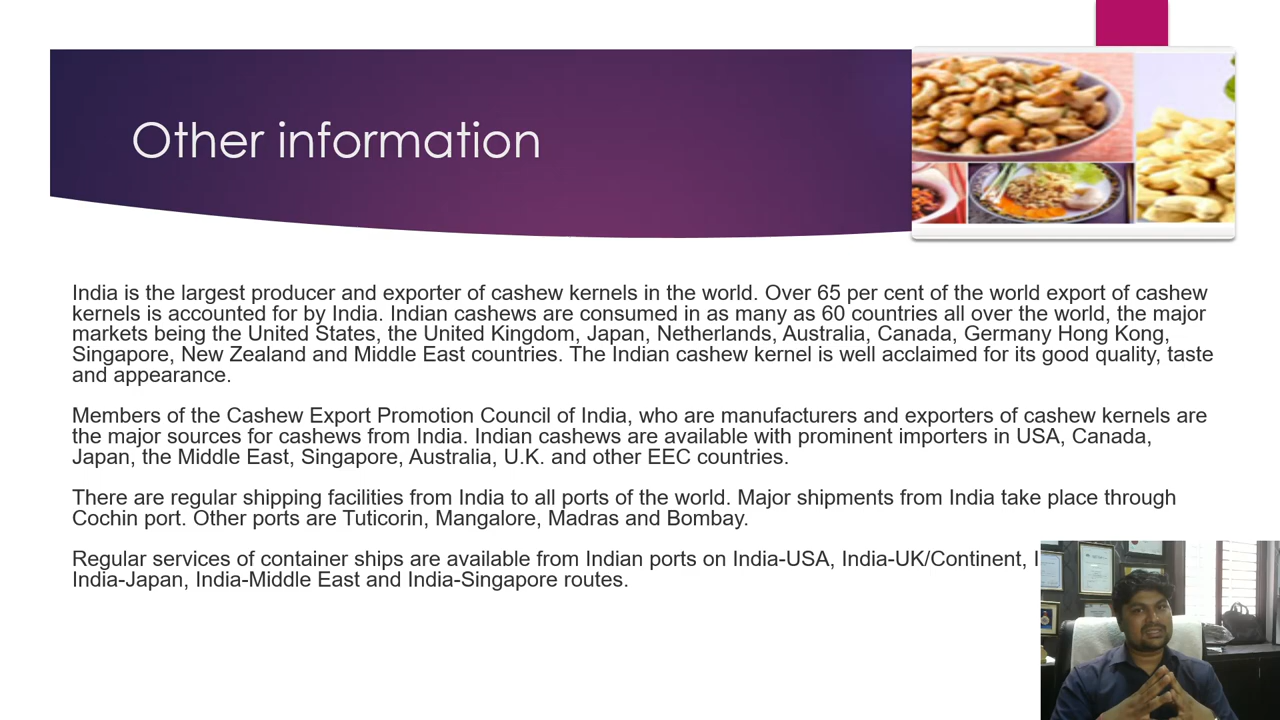 Other information
India is the largest producer and exporter of cashew kernels in the world. Over 65 per cent of the world export of cashew
kernels is accounted for by India. Indian cashews are consumed in as many as 60 countries all over the world, the major
markets being the United States, the United Kingdom, Japan, Netherlands, Australia, Canada, Germany Hong Kong,
Singapore, New Zealand and Middle East countries. The Indian cashew kernel is well acclaimed for its good quality, taste
and appearance.
Members of the Cashew Export Promotion Council of India, who are manufacturers and exporters of cashew kernels are
the major sources for cashews from India. Indian cashews are available with prominent importers in USA, Canada,
Japan, the Middle East, Singapore, Australia, U.K. and other EEC countries.
There are regular shipping facilities from India to all ports of the world. Major shipments from India take place through
Cochin port. Other ports are Tuticorin, Mangalore, Madras and Bombay.
Regular services of container ships are available from Indian ports on India-USA, India-UK/Continent,
India-Japan, India-Middle East and India-Singapore routes.